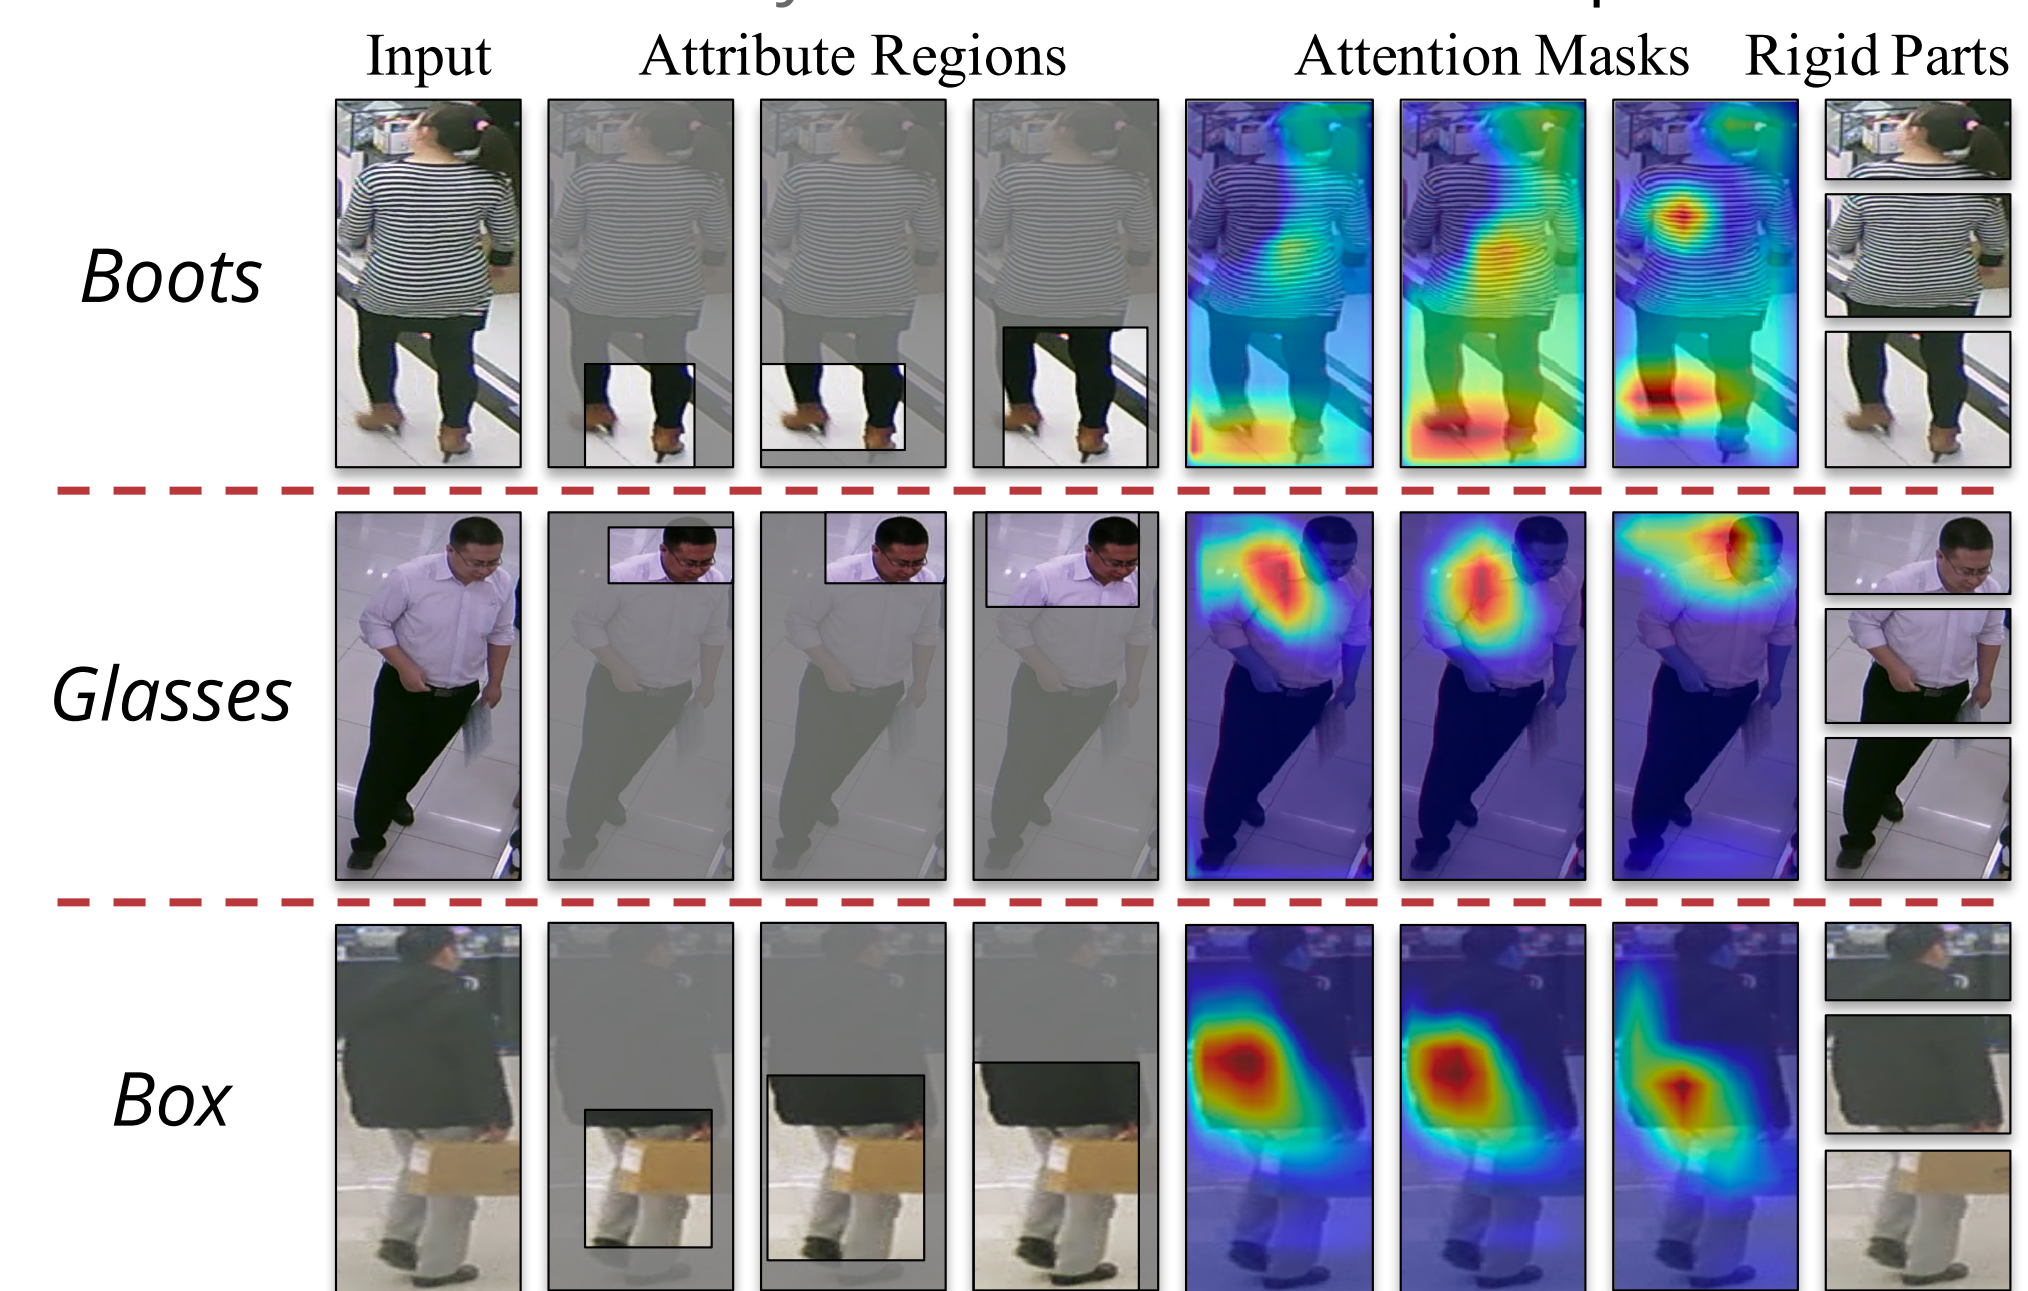 Input Attribute Regions Attention Masks Rigid Parts
Boots
Glasses
Box